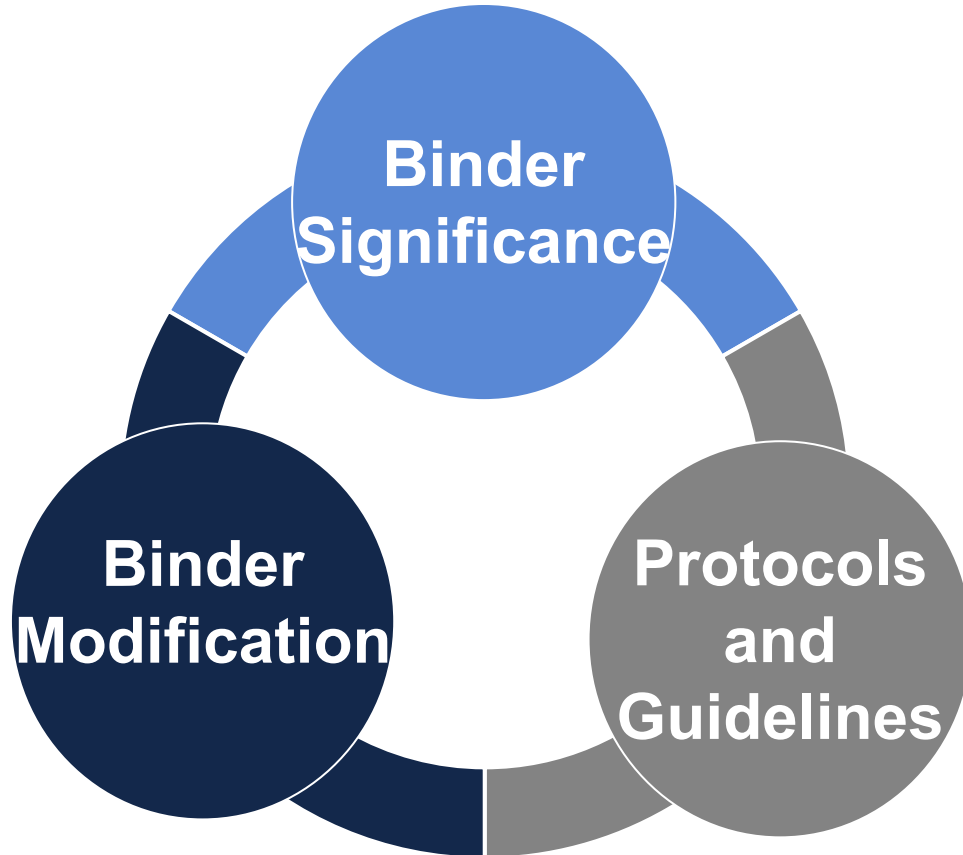 Binder
Significance
Binder
Modification
Protocols
and
Guidelines